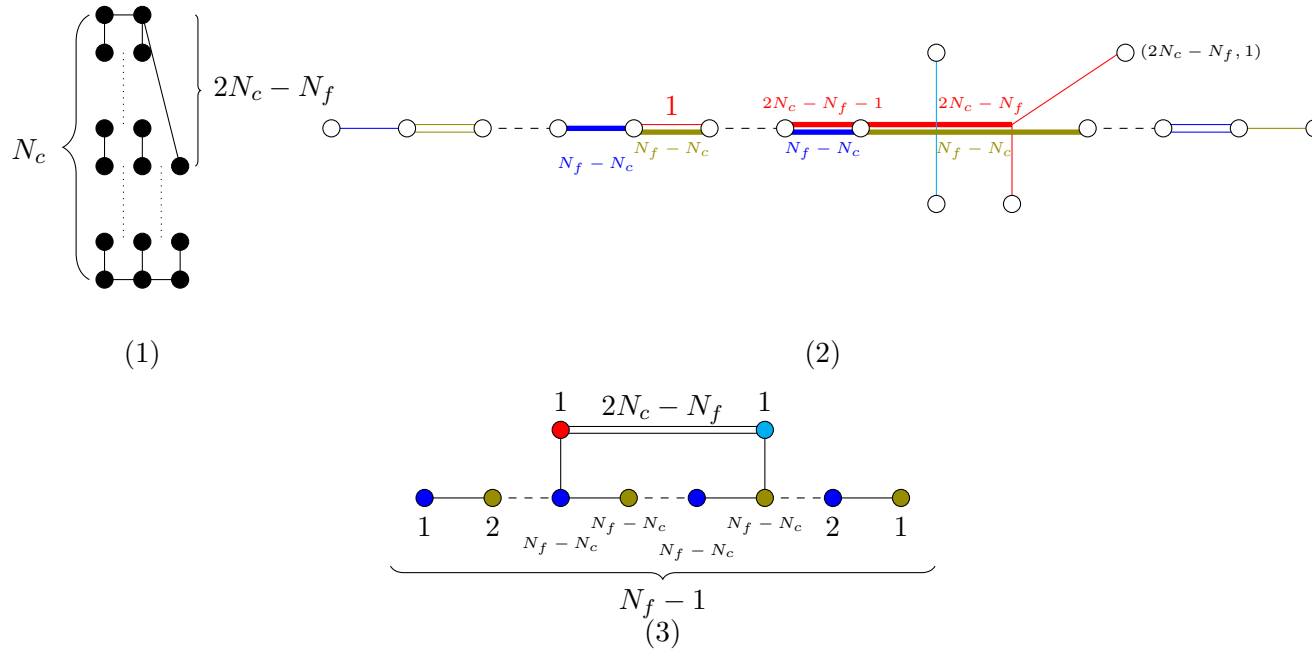 N_c
2N_c − N_f
(1)
(2N_c − N_f, 1)
1
2N_c − N_f − 1
2N_c − N_f
N_f − N_c
N_f − N_c
N_f − N_c
N_f − N_c
(2)
1
2N_c − N_f
1
1
2
N_f − N_c
N_f − N_c
N_f − N_c
N_f − N_c
2
1
N_f − 1
(3)